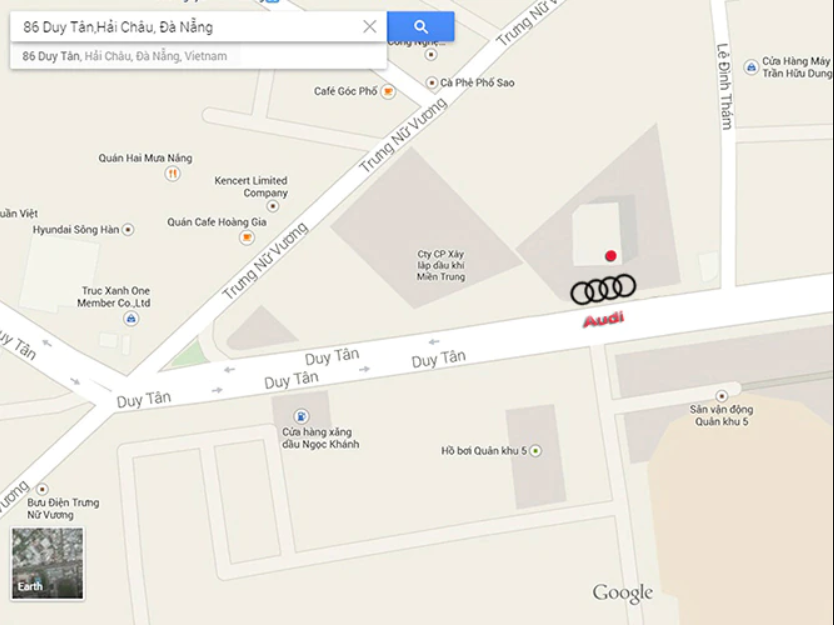 86 Duy Tân,Hải Châu, Đà Nẵng
86 Duy Tân, Hải Châu, Đà Nẵng, Vietnam
Trưng Nữ Vương
Café Góc Phố
Cà Phê Phố Sao
Lê Đình Thám
Cửa Hàng Máy
Trần Hữu Dung
Trưng Nữ Vương
Quán Hai Mưa Nắng
Kencert Limited
Company
Quán Cafe Hoàng Gia
Hyundai Sông Hàn
Trưng Nữ Vương
Cty CP Xây
lắp dầu khí
Miền Trung
Truc Xanh One
Member Co.,Ltd
Audi
Duy Tân
Duy Tân
Duy Tân
Duy Tân
Sân vận động
Quân khu 5
Cửa hàng xăng
dầu Ngọc Khánh
Hồ bơi Quân khu 5
Bưu Điện Trưng
Nữ Vương
Earth
Google